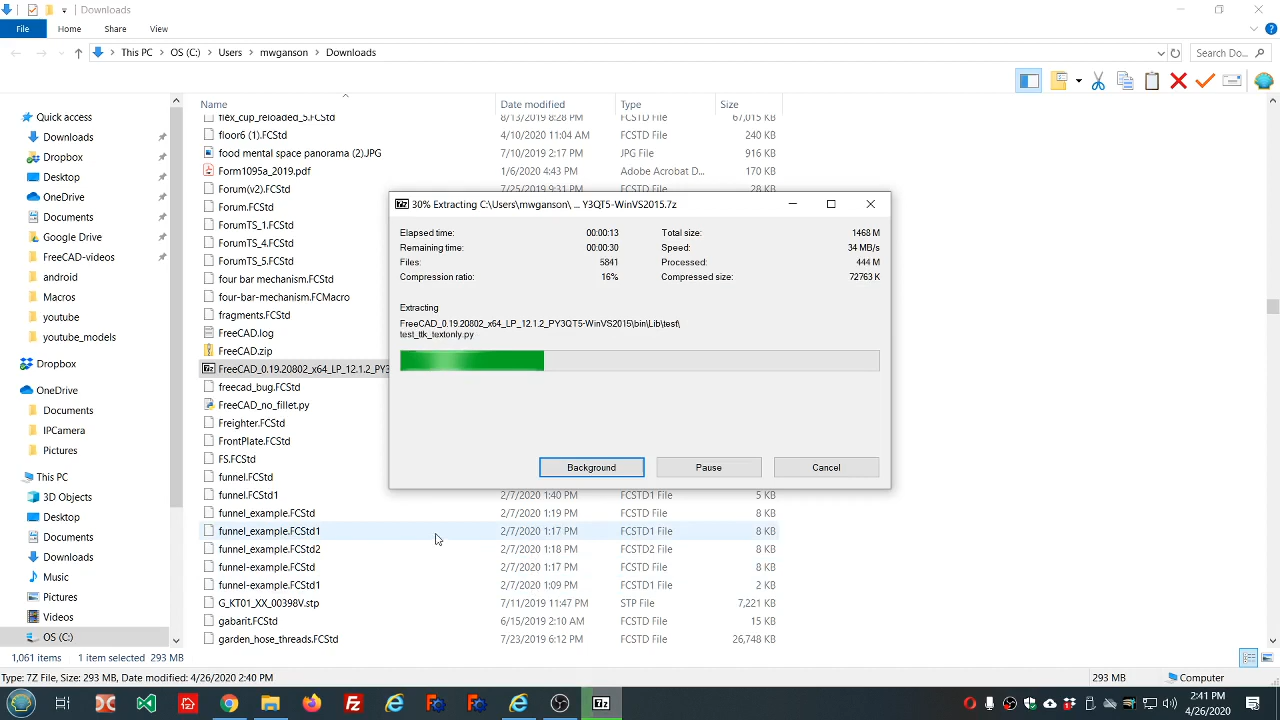 Downloads
File
Home
Share
View
This PC
OS (C:)
Users
mwganson
Downloads
Search Do...
Name
Date modified
Type
Size
Quick access
Downloads
Dropbox
Desktop
OneDrive
Documents
Google Drive
FreeCAD-videos
android
Macros
youtube
youtube_models
Dropbox
OneDrive
Documents
IPCamera
Pictures
This PC
3D Objects
Desktop
Documents
Downloads
Music
Pictures
Videos
OS (C:)
flex_cup_reloaded_5.FCStd 8/13/2019 8:28 PM FCSTD File 67,015 KB
floor6 (1).FCStd 4/10/2020 11:04 AM FCSTD File 240 KB
food mental space panorama (2).JPG 7/10/2019 2:17 PM JPG File 916 KB
Form1095a_2019.pdf 1/6/2020 4:43 PM Adobe Acrobat D... 170 KB
Forum(v2).FCStd 7/25/2019 9:31 PM FCSTD File 28 KB
Forum.FCStd
ForumTS_1.FCStd
ForumTS_4.FCStd
ForumTS_5.FCStd
four bar mechanism.FCStd
four-bar-mechanism.FCMacro
fragments.FCStd
FreeCAD.log
FreeCAD.zip
FreeCAD_0.19.20802_x64_LP_12.1.2_PY3
freecad_bug.FCStd
FreeCAD_no_fillet.py
Freighter.FCStd
FrontPlate.FCStd
FS.FCStd
funnel.FCStd
funnel.FCStd1 2/7/2020 1:40 PM FCSTD1 File 5 KB
funnel_example.FCStd 2/7/2020 1:19 PM FCSTD File 8 KB
funnel_example.FCStd1 2/7/2020 1:17 PM FCSTD1 File 8 KB
funnel_example.FCStd2 2/7/2020 1:18 PM FCSTD2 File 8 KB
funnel-example.FCStd 2/7/2020 1:17 PM FCSTD File 8 KB
funnel-example.FCStd1 2/7/2020 1:09 PM FCSTD1 File 2 KB
G_KT01_XX_00398V.stp 7/11/2019 11:47 PM STP File 7,221 KB
gabarit.FCStd 6/15/2019 2:10 AM FCSTD File 15 KB
garden_hose_threads.FCStd 7/23/2019 6:12 PM FCSTD File 26,748 KB
30% Extracting C:\Users\mwganson\ ... Y3QT5-WinVS2015.7z
Elapsed time: 00:00:13 Total size: 1468 M
Remaining time: 00:00:30 Speed: 34 MB/s
Files: 5841 Processed: 444 M
Compression ratio: 16% Compressed size: 72763 K
Extracting
FreeCAD_0.19.20802_x64_LP_12.1.2_PY3QT5-WinVS2015\bin\Lib\test\
test_ttk_textonly.py
Background
Pause
Cancel
1,061 items 1 item selected 293 MB
Type: 7Z File, Size: 293 MB, Date modified: 4/26/2020 2:40 PM
293 MB
Computer
2:41 PM
4/26/2020